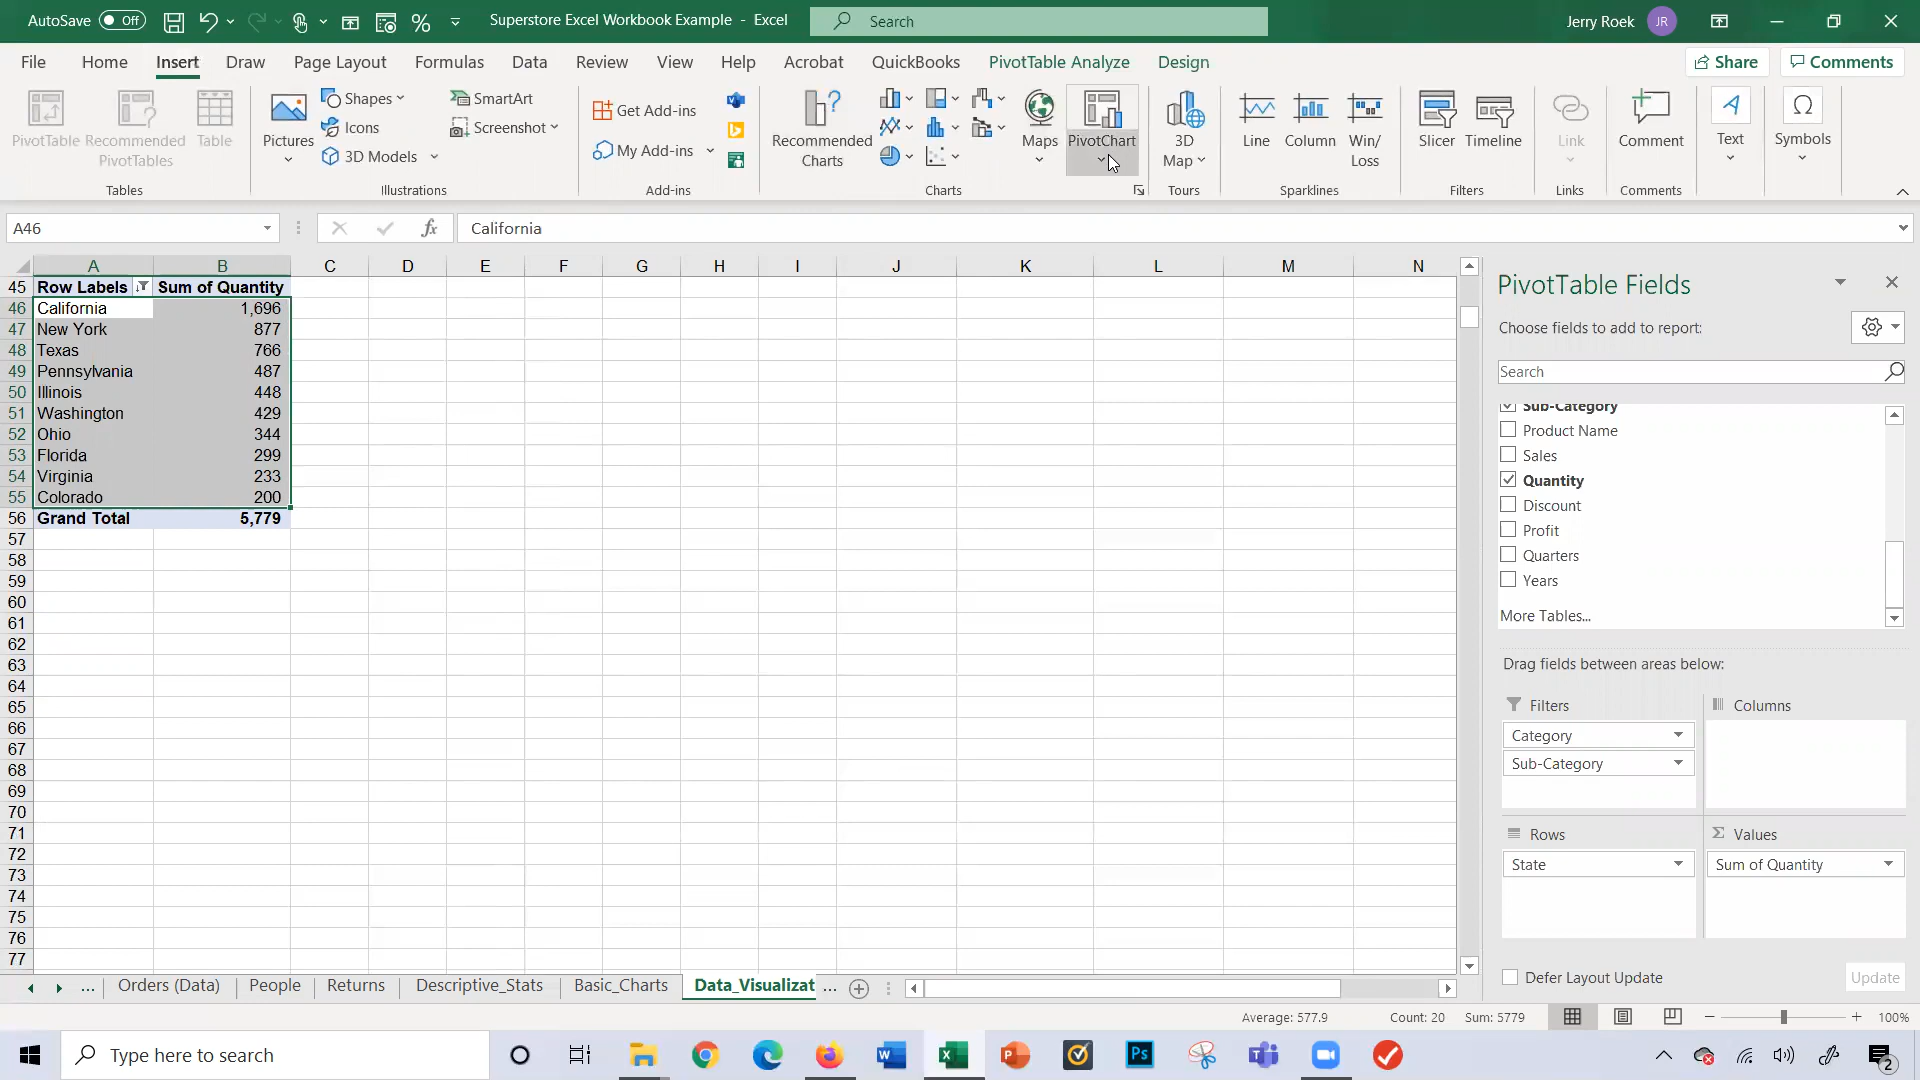 AutoSave Off
Superstore Excel Workbook Example - Excel
Search
Jerry Roek JR
File Home Insert Draw Page Layout Formulas Data Review View Help Acrobat QuickBooks PivotTable Analyze Design Share Comments
PivotTable
Recommended PivotTables
Table
Tables
Pictures
Shapes
Icons
3D Models
SmartArt
Screenshot
Illustrations
Get Add-ins
My Add-ins
Add-ins
Recommended Charts
Maps
PivotChart
Charts
3D Map
Tours
Line
Column
Win/Loss
Sparklines
Slicer
Timeline
Filters
Link
Links
Comment
Comments
Text
Symbols
A46
fx
California
A B C D E F G H I J K L M N
45 Row Labels Sum of Quantity
46 California 1,696
47 New York 877
48 Texas 766
49 Pennsylvania 487
50 Illinois 448
51 Washington 429
52 Ohio 344
53 Florida 299
54 Virginia 233
55 Colorado 200
56 Grand Total 5,779
57
58
59
60
61
62
63
64
65
66
67
68
69
70
71
72
73
74
75
76
77
PivotTable Fields
Choose fields to add to report:
Search
Sub-Category
Product Name
Sales
Quantity
Discount
Profit
Quarters
Years
More Tables...
Drag fields between areas below:
Filters
Columns
Category
Sub-Category
Rows
Values
State
Sum of Quantity
Defer Layout Update
Update
... Orders (Data) People Returns Descriptive_Stats Basic_Charts Data_Visualizat ...
Average: 577.9 Count: 20 Sum: 5779 100%
Type here to search
Ps
2